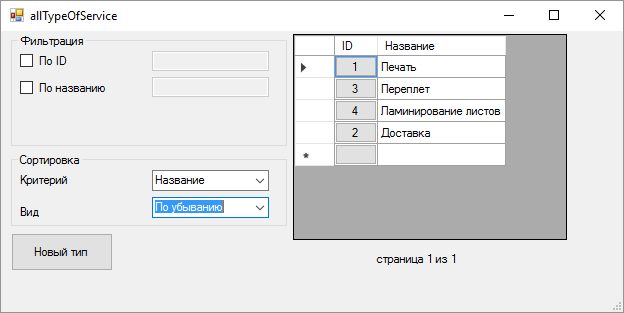 allTypeOfService
Фильтрация
По ID
По названию
Сортировка
Критерий
Название
Вид
По убыванию
Новый тип
ID Название
1 Печать
3 Переплет
4 Ламинирование листов
2 Доставка
страница 1 из 1